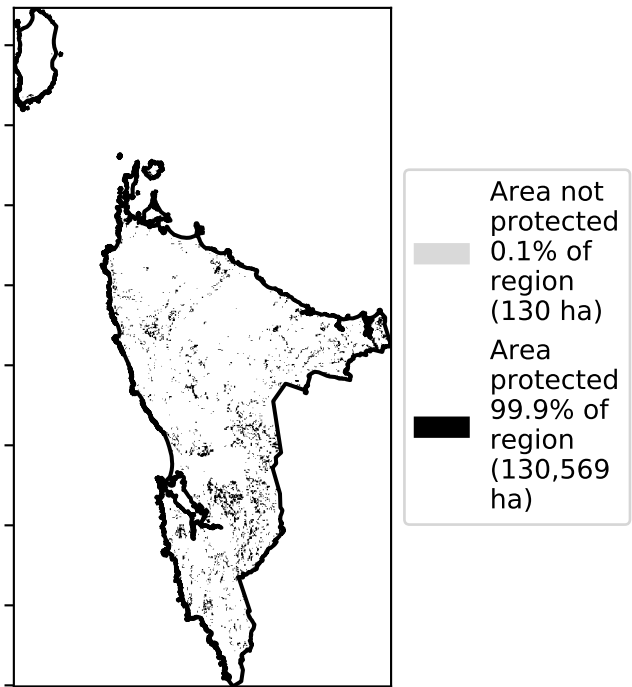 Area not
protected
0.1% of
region
(130 ha)
Area
protected
99.9% of
region
(130,569
ha)